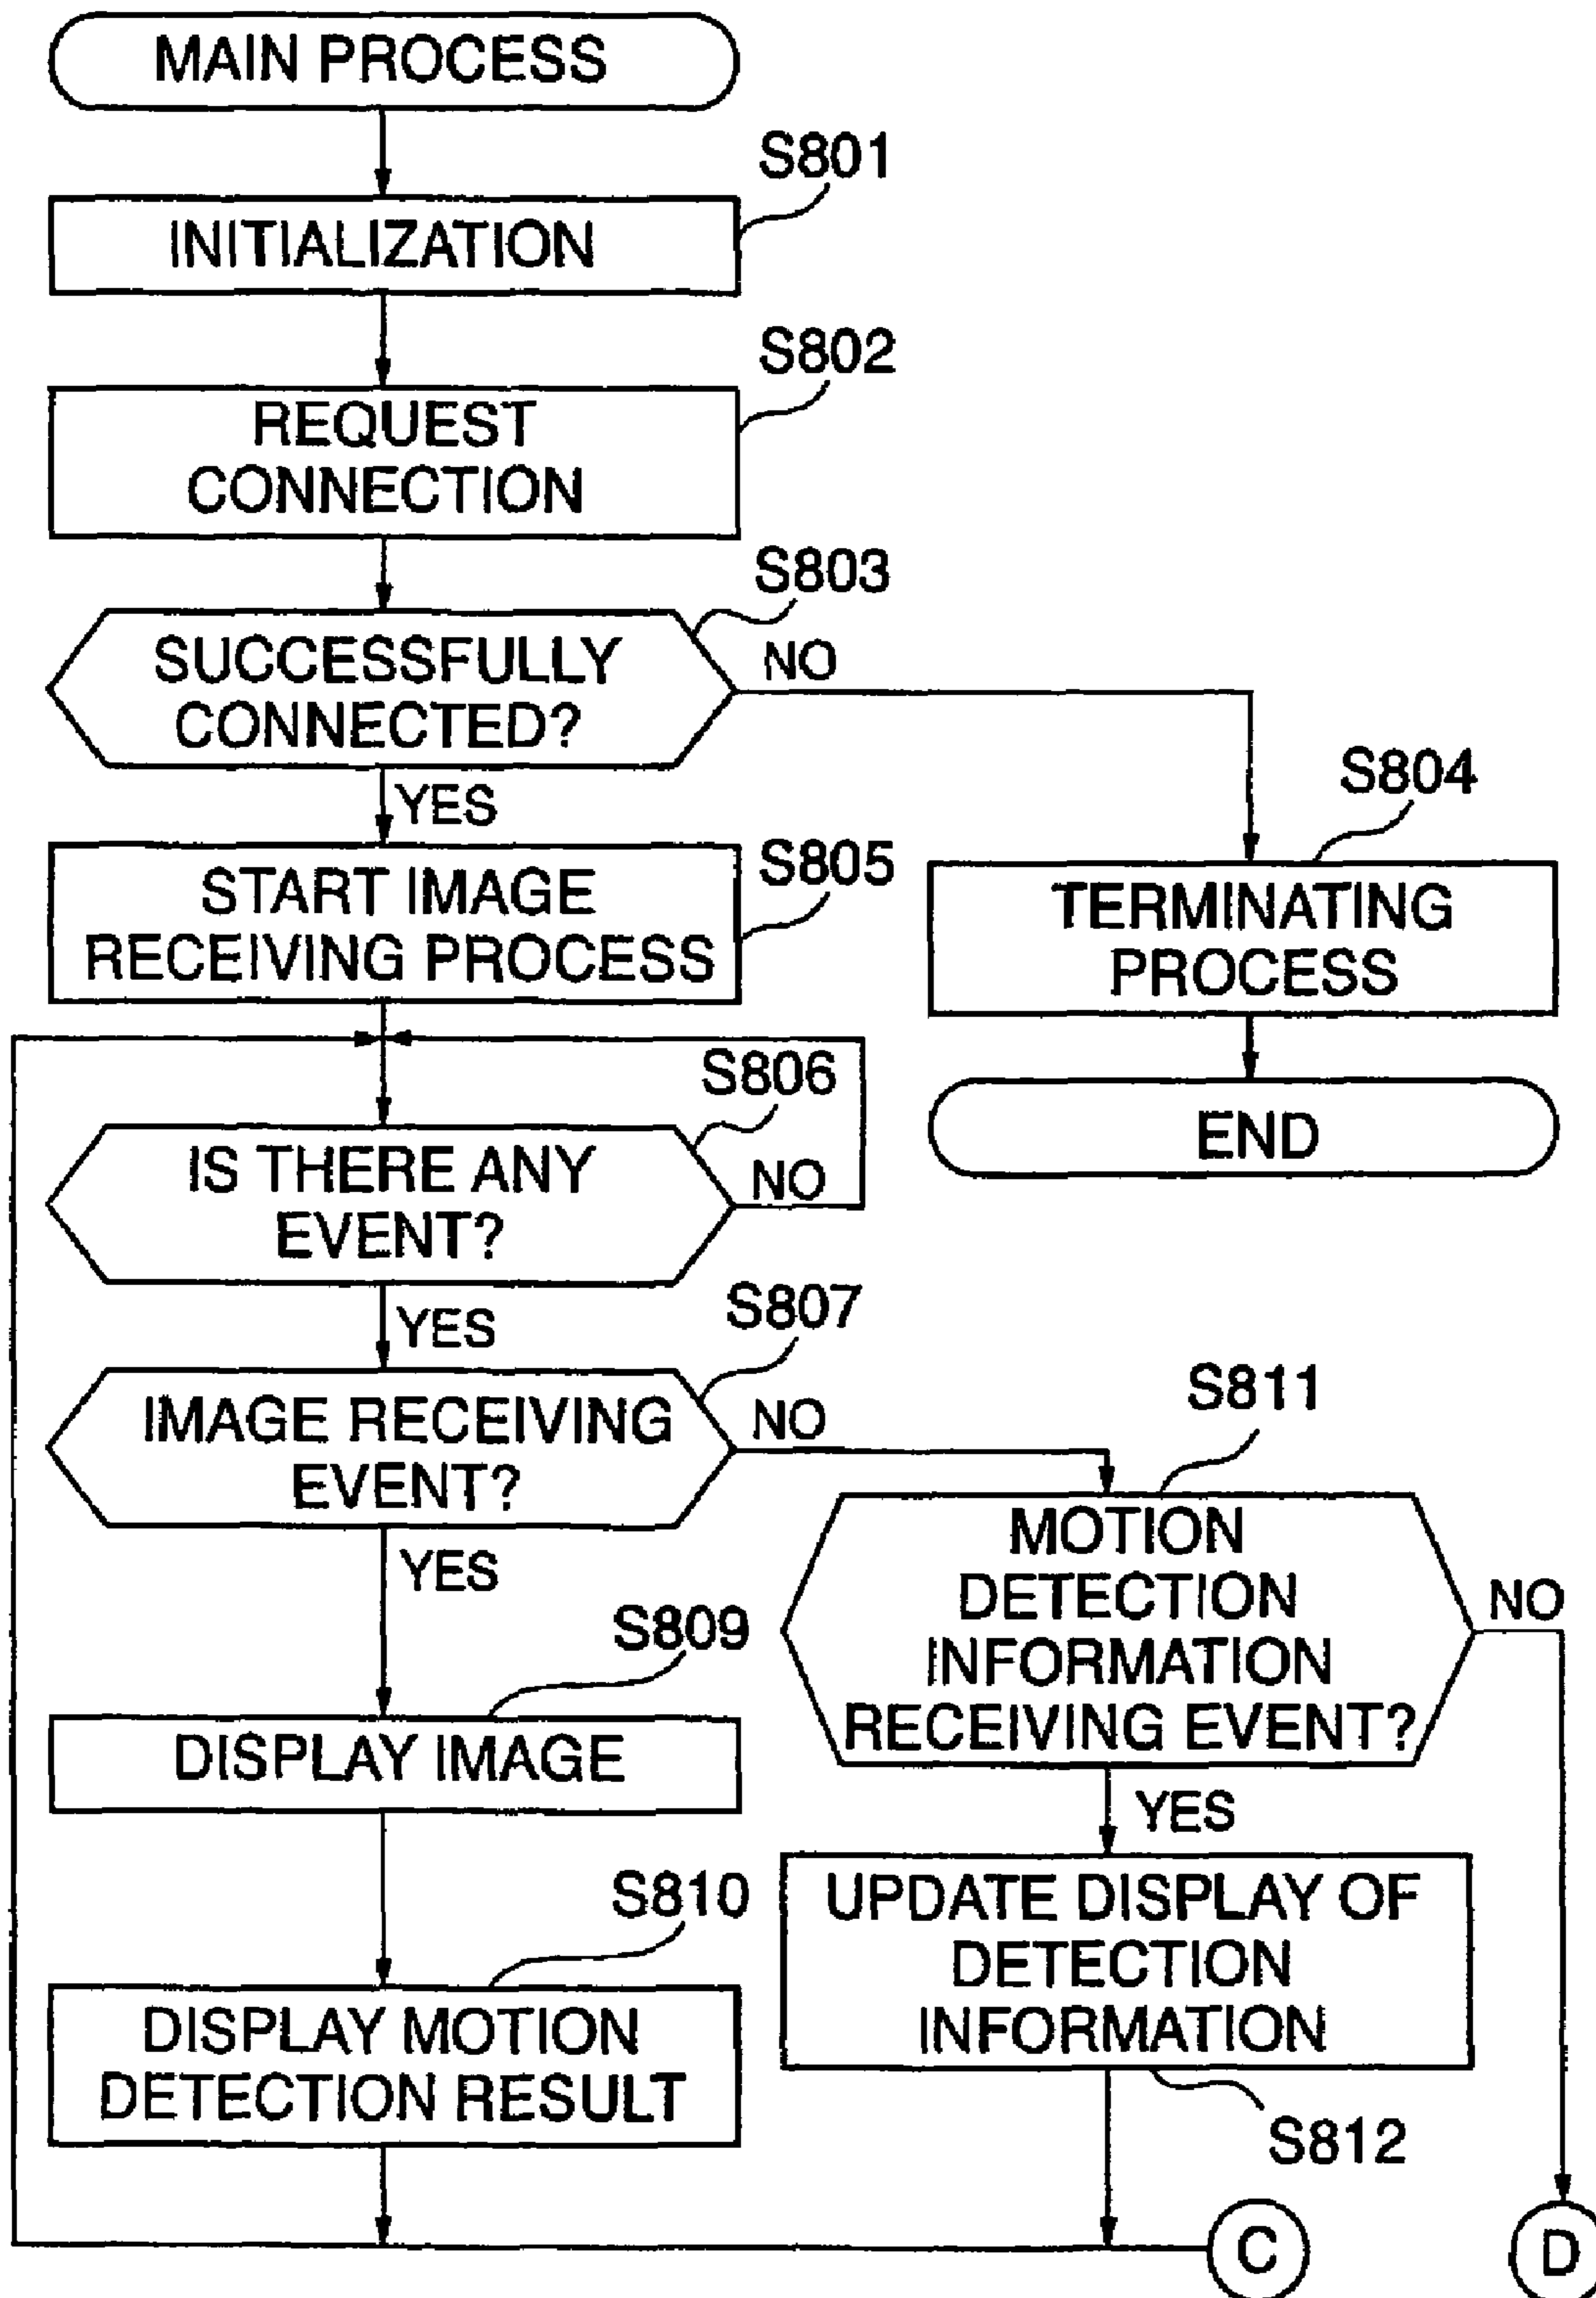 MAIN PROCESS
S801
INITIALIZATION
S802
REQUEST
CONNECTION
S803
SUCCESSFULLY
CONNECTED?
NO
YES
S804
TERMINATING
PROCESS
END
S805
START IMAGE
RECEIVING PROCESS
S806
IS THERE ANY
EVENT?
NO
YES
S807
IMAGE RECEIVING
EVENT?
NO
YES
S811
MOTION
DETECTION
INFORMATION
RECEIVING EVENT?
NO
YES
S809
DISPLAY IMAGE
S810
DISPLAY MOTION
DETECTION RESULT
UPDATE DISPLAY OF
DETECTION
INFORMATION
S812
C
D